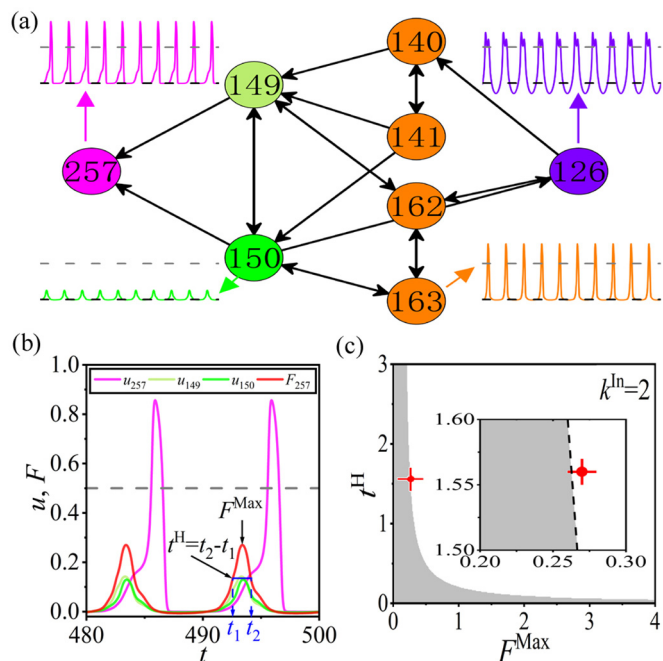 (a)
140
149
141
257
126
162
150
163
(b)
u257 u149 u150 F257
1.0
0.8
0.6
0.4
0.2
0.0
u, F
F^Max
t^H=t2-t1
t1 t2
480 490 500
t
(c)
k^In=2
3
2
1
0
t^H
1.60
1.55
1.50
0.20 0.25 0.30
0 1 2 3 4
F^Max